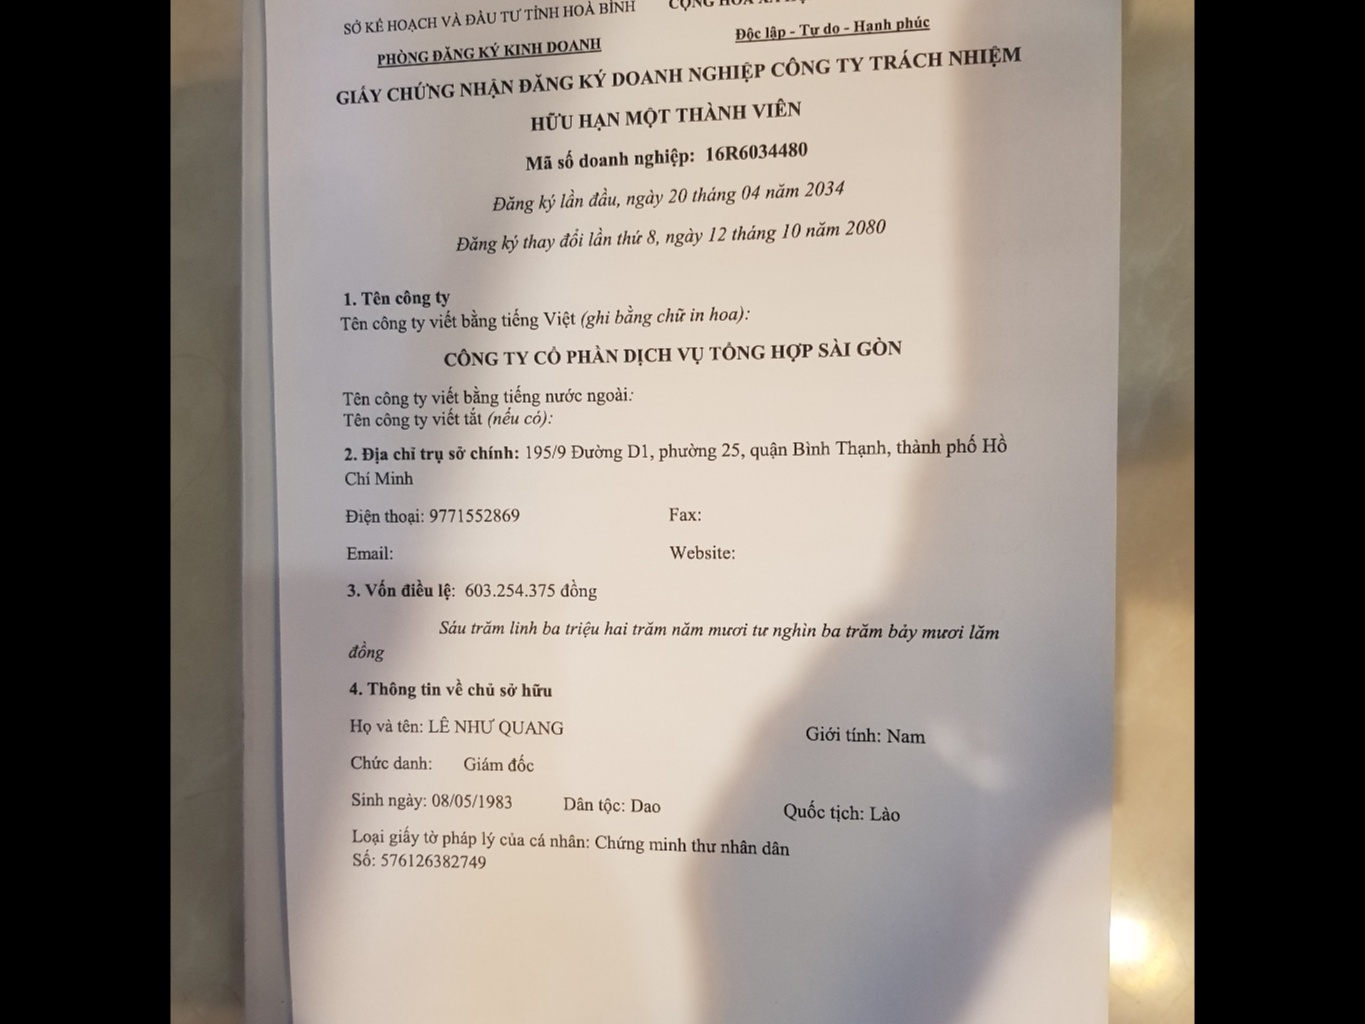 SỞ KẾ HOẠCH VÀ ĐẦU TƯ TỈNH HOÀ BÌNH
CỘNG HOÀ XÃ
PHÒNG ĐĂNG KÝ KINH DOANH
Độc lập - Tự do - Hạnh phúc
GIẤY CHỨNG NHẬN ĐĂNG KÝ DOANH NGHIỆP CÔNG TY TRÁCH NHIỆM
HỮU HẠN MỘT THÀNH VIÊN
Mã số doanh nghiệp: 16R6034480
Đăng ký lần đầu, ngày 20 tháng 04 năm 2034
Đăng ký thay đổi lần thứ 8, ngày 12 tháng 10 năm 2080
1. Tên công ty
Tên công ty viết bằng tiếng Việt (ghi bằng chữ in hoa):
CÔNG TY CỔ PHẦN DỊCH VỤ TỔNG HỢP SÀI GÒN
Tên công ty viết bằng tiếng nước ngoài:
Tên công ty viết tắt (nếu có):
2. Địa chỉ trụ sở chính: 195/9 Đường D1, phường 25, quận Bình Thạnh, thành phố Hồ
Chí Minh
Điện thoại: 9771552869 Fax:
Email: Website:
3. Vốn điều lệ: 603.254.375 đồng
Sáu trăm linh ba triệu hai trăm năm mươi tư nghìn ba trăm bảy mươi lăm
đồng
4. Thông tin về chủ sở hữu
Họ và tên: LÊ NHƯ QUANG Giới tính: Nam
Chức danh: Giám đốc
Sinh ngày: 08/05/1983 Dân tộc: Dao Quốc tịch: Lào
Loại giấy tờ pháp lý của cá nhân: Chứng minh thư nhân dân
Số: 576126382749